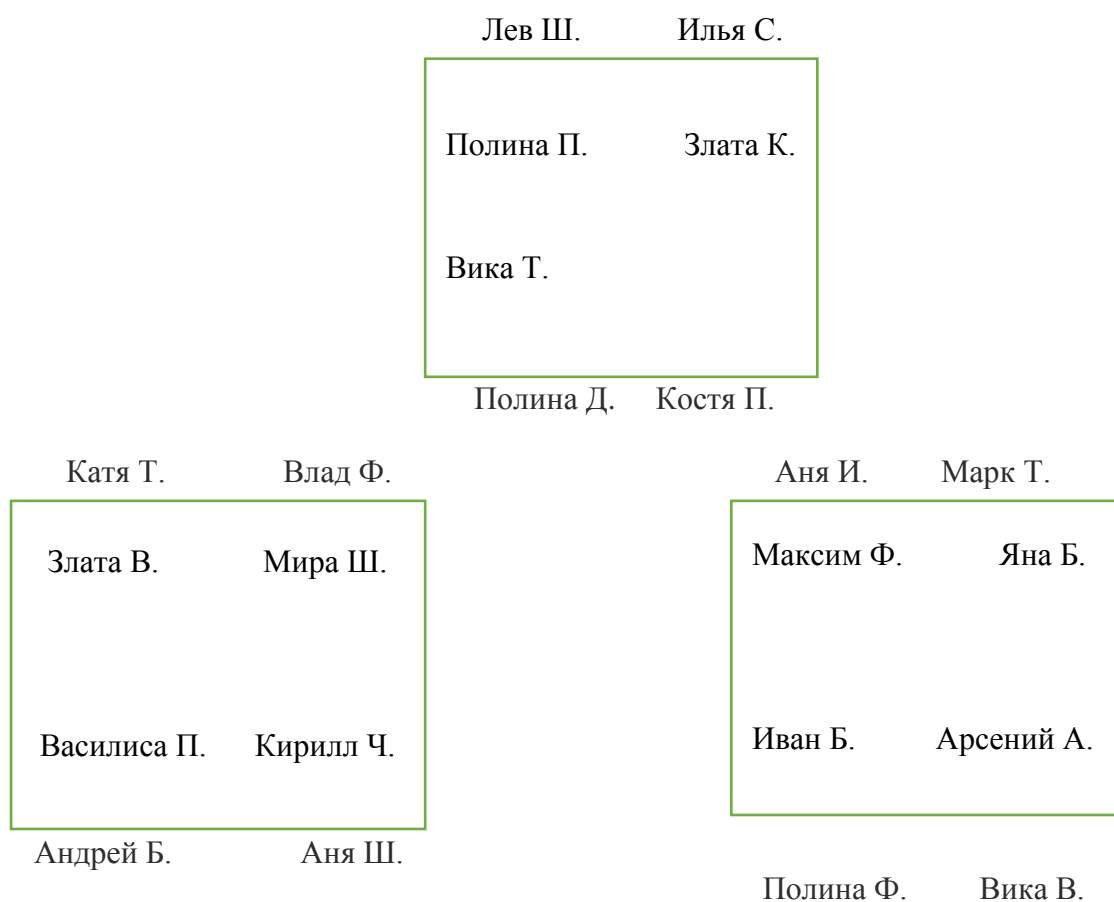 Лев Ш. Илья С.
Полина П. Злата К.
Вика Т.
Полина Д. Костя П.
Катя Т. Влад Ф.
Злата В. Мира Ш.
Василиса П. Кирилл Ч.
Андрей Б. Аня Ш.
Аня И. Марк Т.
Максим Ф. Яна Б.
Иван Б. Арсений А.
Полина Ф. Вика В.